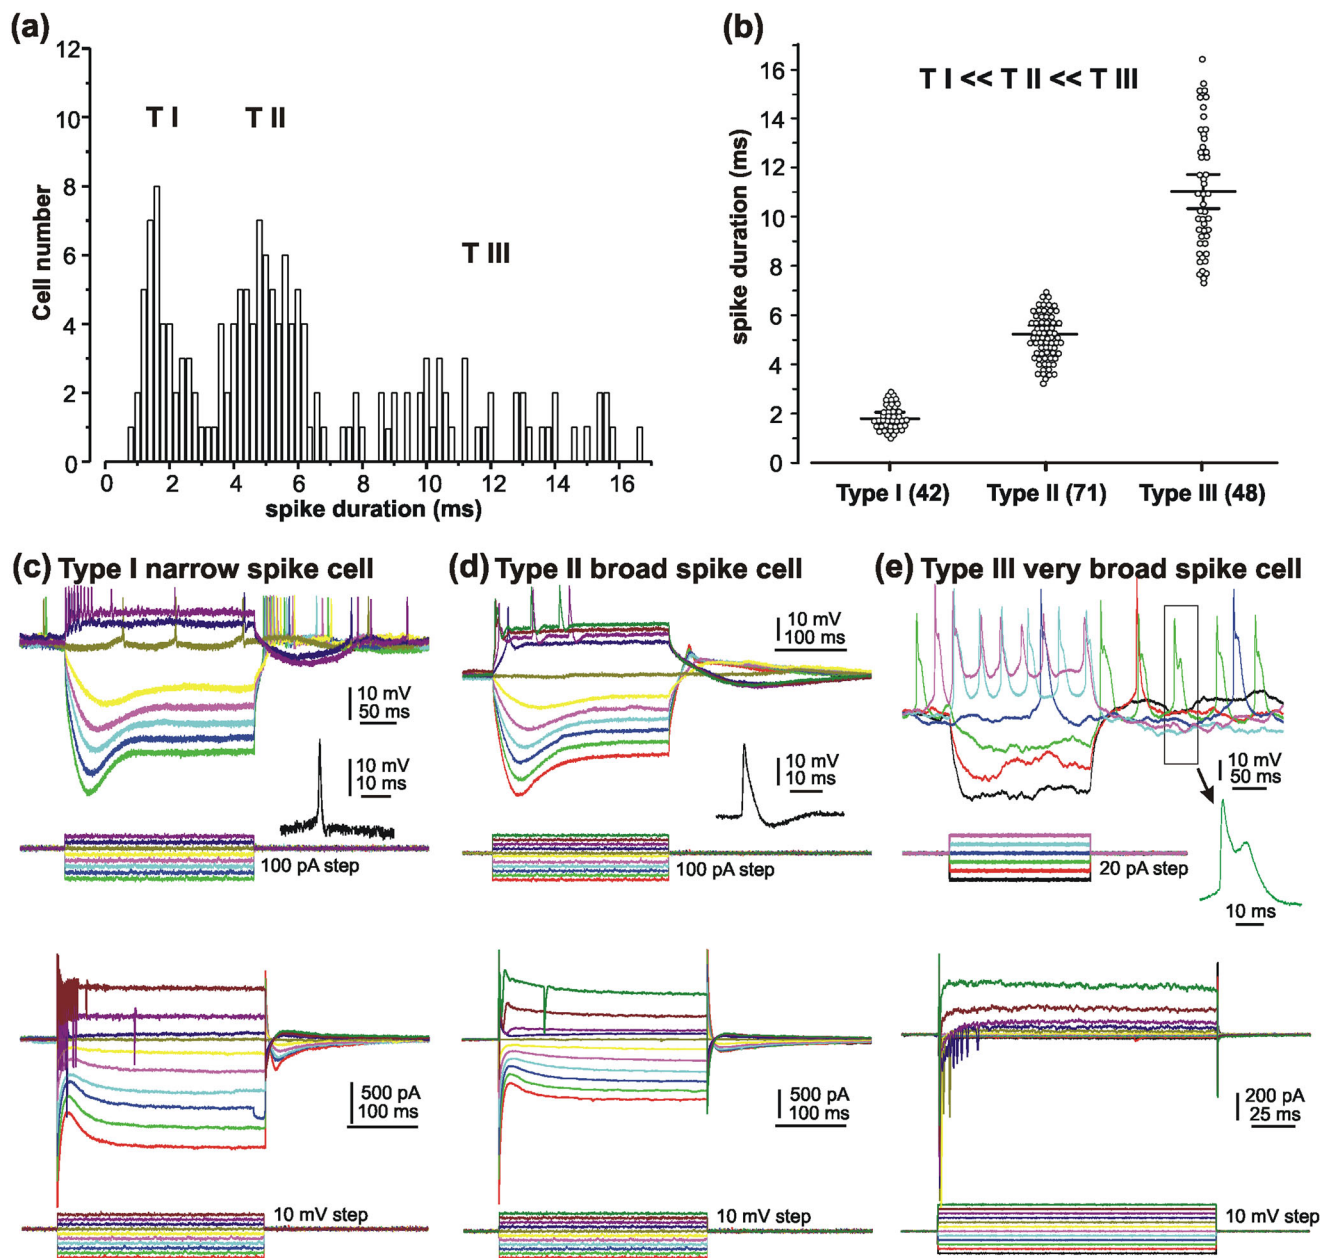 (a)
12
10
8
6
4
2
0
Cell number
T I
T II
T III
0 2 4 6 8 10 12 14 16
spike duration (ms)
(b)
16
14
12
10
8
6
4
2
0
spike duration (ms)
T I << T II << T III
Type I (42) Type II (71) Type III (48)
(c) Type I narrow spike cell
10 mV
50 ms
10 mV
10 ms
100 pA step
500 pA
100 ms
10 mV step
(d) Type II broad spike cell
10 mV
100 ms
10 mV
10 ms
100 pA step
500 pA
100 ms
10 mV step
(e) Type III very broad spike cell
10 mV
50 ms
20 pA step
10 ms
200 pA
25 ms
10 mV step